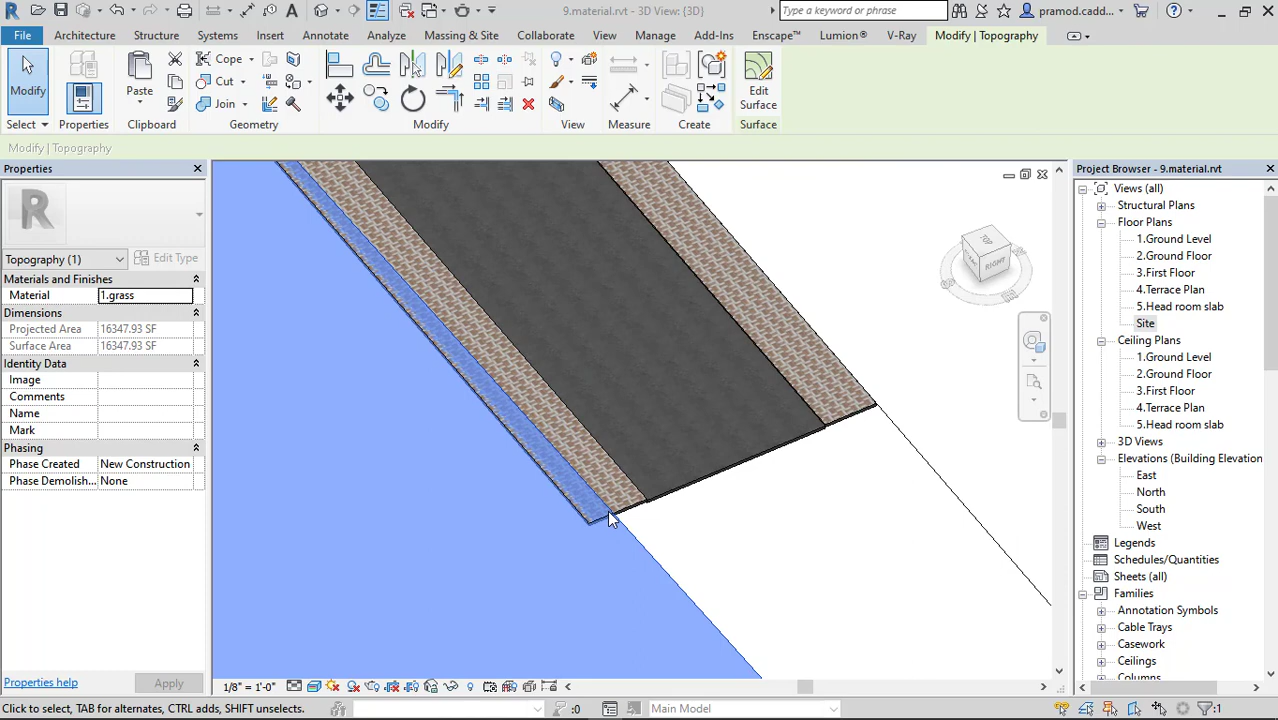 9.material.rvt - 3D View: {3D}
Type a keyword or phrase
pramod.cadd...
File Architecture Structure Systems Insert Annotate Analyze Massing & Site Collaborate View Manage Add-Ins Enscape™ Lumion® V-Ray Modify | Topography
Modify
Paste
Cope
Cut
Join
Edit
Surface
Select Properties Clipboard Geometry Modify View Measure Create Surface
Modify | Topography
Properties
Topography (1)
Edit Type
Materials and Finishes
Material 1.grass
Dimensions
Projected Area 16347.93 SF
Surface Area 16347.93 SF
Identity Data
Image
Comments
Name
Mark
Phasing
Phase Created New Construction
Phase Demolish... None
Properties help
Apply
TOP
RIGHT
1/8" = 1'-0"
Project Browser - 9.material.rvt
Views (all)
Structural Plans
Floor Plans
1.Ground Level
2.Ground Level
3.First Floor
4.Terrace Plan
5.Head room slab
Site
Ceiling Plans
1.Ground Level
2.Ground Level
3.First Floor
4.Terrace Plan
5.Head room slab
3D Views
Elevations (Building Elevation
East
North
South
West
Legends
Schedules/Quantities
Sheets (all)
Families
Annotation Symbols
Cable Trays
Casework
Ceilings
Columns
Click to select, TAB for alternates, CTRL adds, SHIFT unselects.
:0
Main Model
:1